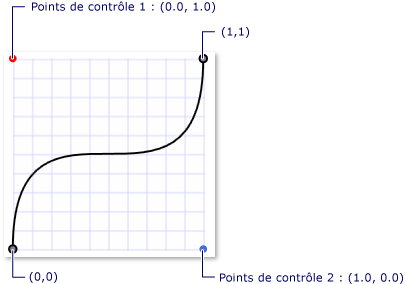 Points de contrôle 1 : (0.0, 1.0)
(1,1)
(0,0)
Points de contrôle 2 : (1.0, 0.0)